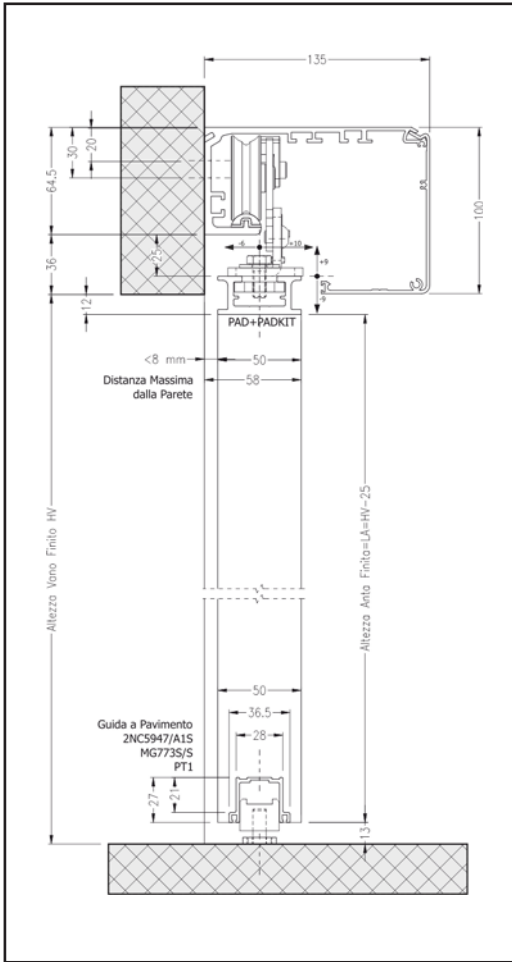 135
20
30
64.5
100
36
25
-6
+10
+9
-9
12
PAD+PADKIT
<8 mm
50
58
Distanza Massima
dalla Parete
Altezza Vano Finito HV
Altezza Anta Finita=LA=HV-25
50
36.5
28
Guida a Pavimento
2NC5947/A1S
MG773S/S
PT1
27
21
13